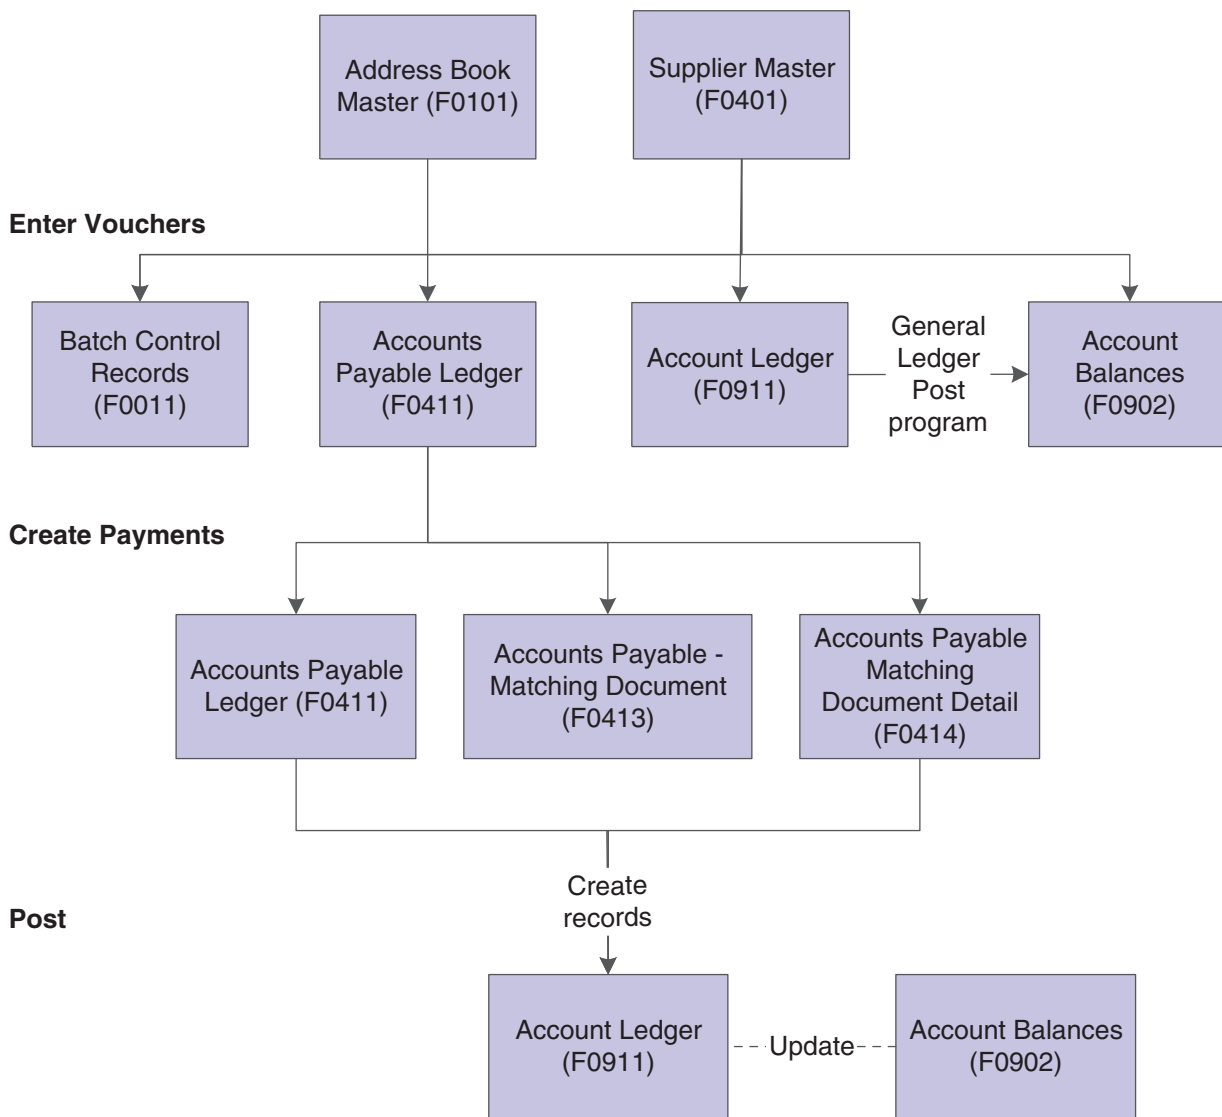 Address Book
Master (F0101)
Supplier Master
(F0401)
Enter Vouchers
Batch Control
Records
(F0011)
Accounts
Payable Ledger
(F0411)
Account Ledger
(F0911)
General
Ledger
Post
program
Account
Balances
(F0902)
Create Payments
Accounts Payable
Ledger (F0411)
Accounts Payable -
Matching Document
(F0413)
Accounts Payable
Matching
Document Detail
(F0414)
Create
records
Post
Account Ledger
(F0911)
Update
Account Balances
(F0902)